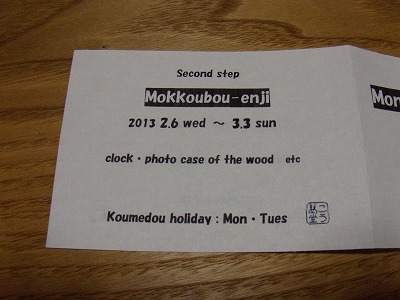 Second step
Mokkoubou-enji
2013 2.6 wed ～ 3.3 sun
clock・photo case of the wood etc
Koumedou holiday : Mon・Tues
Mon